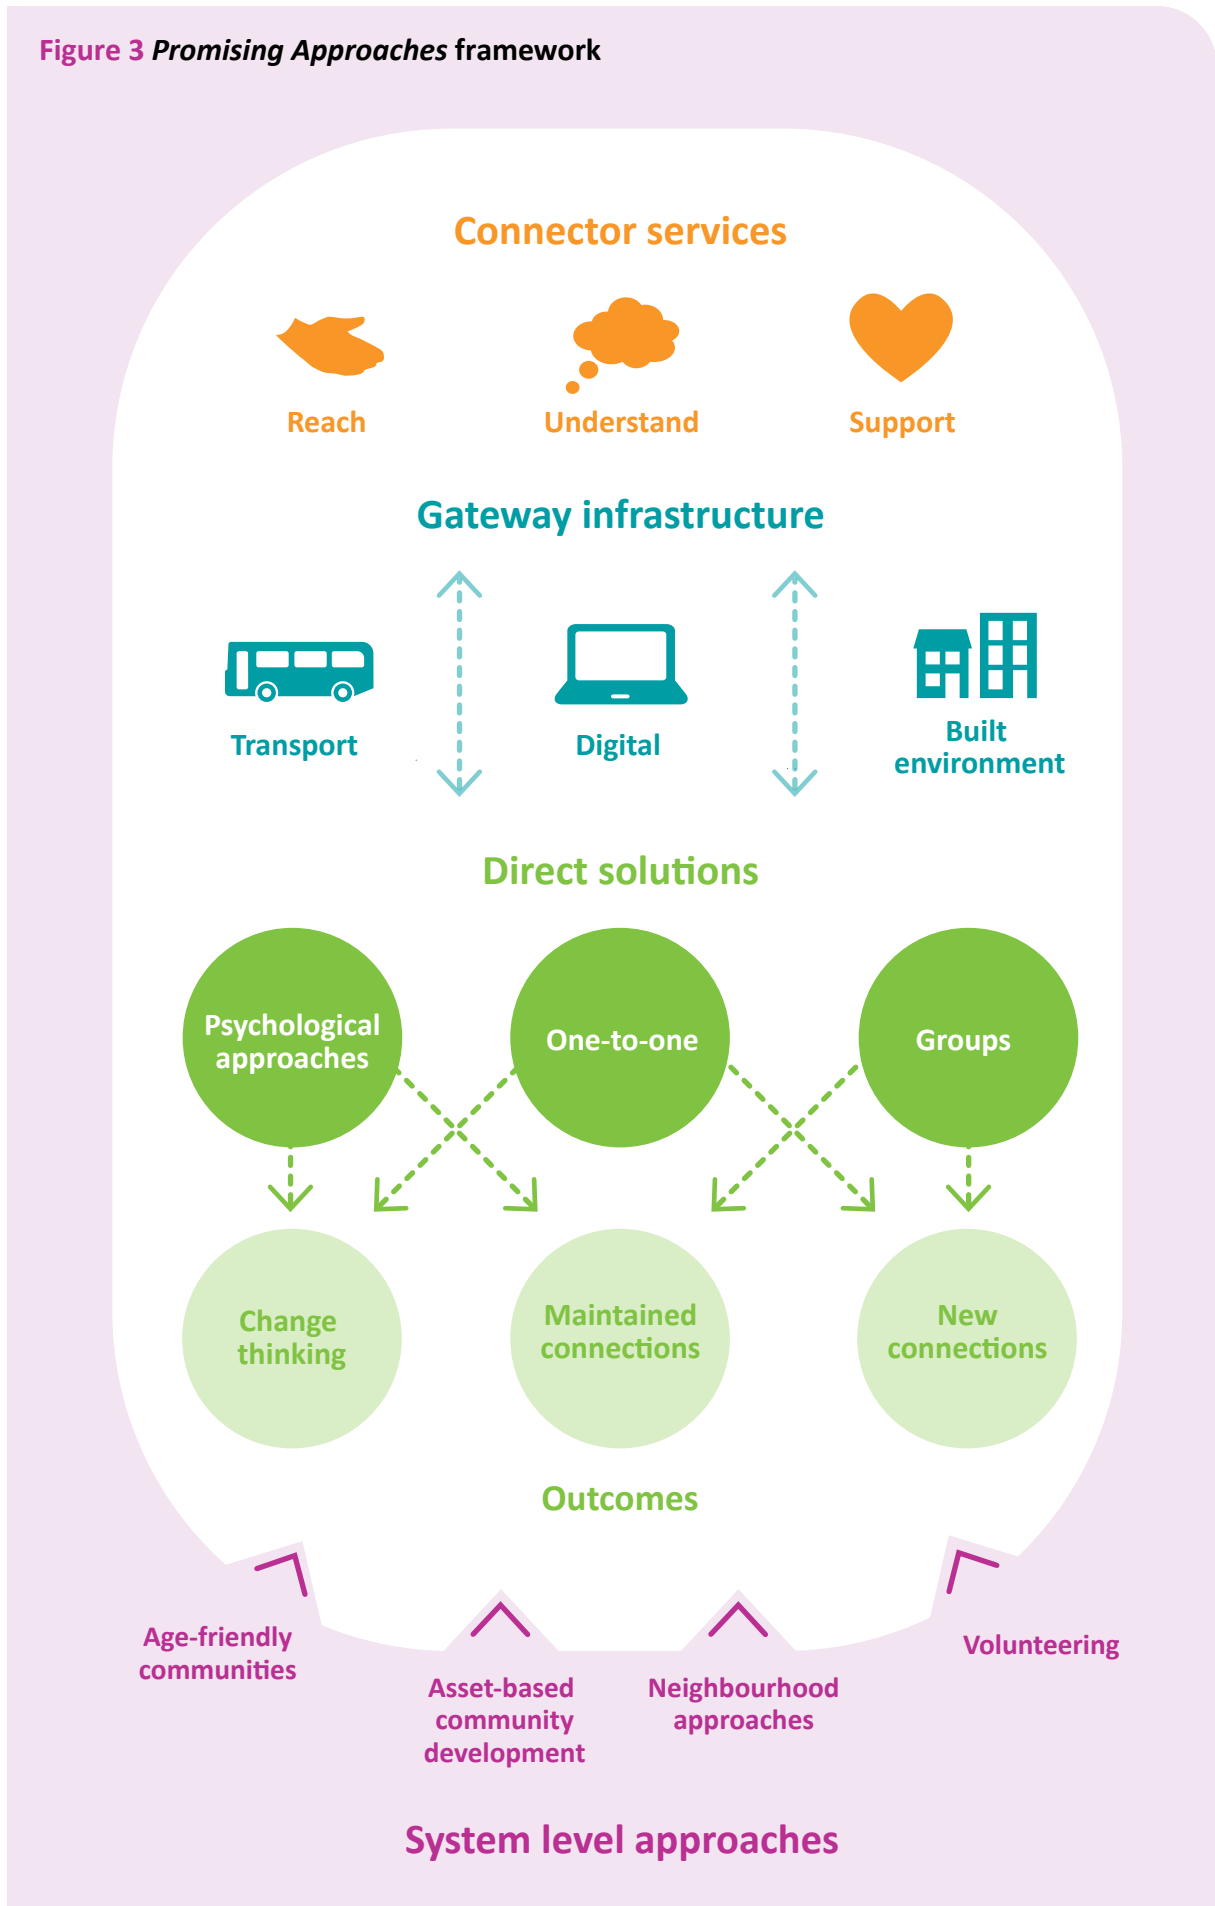 Figure 3 Promising Approaches framework
Connector services
Reach
Understand
Support
Gateway infrastructure
Transport
Digital
Built
environment
Direct solutions
Psychological
approaches
One-to-one
Groups
Change
thinking
Maintained
connections
New
connections
Outcomes
Age-friendly
communities
Asset-based
community
development
Neighbourhood
approaches
Volunteering
System level approaches